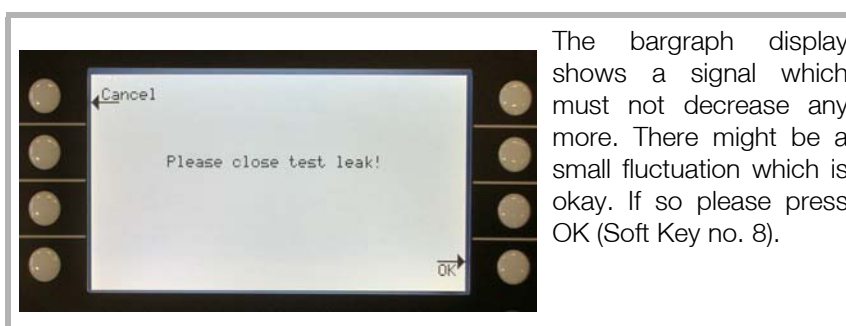 Cancel
Please close test leak!
OK
The bargraph display
shows a signal which
must not decrease any
more. There might be a
small fluctuation which is
okay. If so please press
OK (Soft Key no. 8).